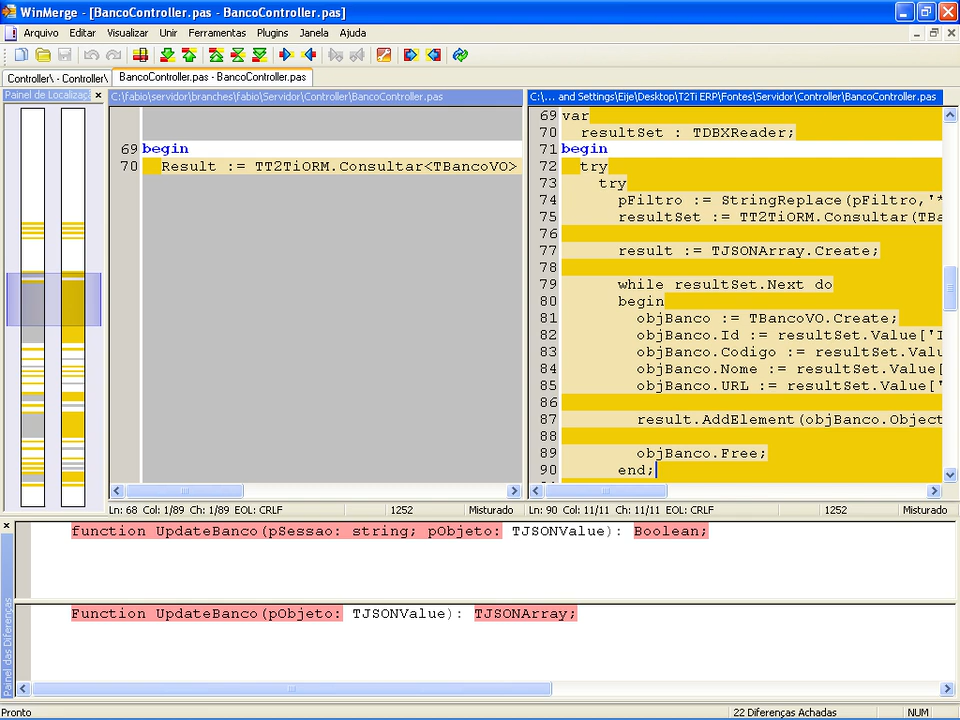 WinMerge - [BancoController.pas - BancoController.pas]
Arquivo Editar Visualizar Unir Ferramentas Plugins Janela Ajuda
Controller\ - Controller\ BancoController.pas - BancoController.pas
Painel de Localizaç
C:\fabio\servidor\branches\fabio\Servidor\Controller\BancoController.pas
69 begin
70 Result := TT2TiORM.Consultar<TBancoVO>
Ln: 68 Col: 1/89 Ch: 1/89 EOL: CRLF 1252 Misturado
C:\... and Settings\Eije\Desktop\T2Ti ERP\Fontes\Servidor\Controller\BancoController.pas
69 var
70 resultSet : TDBXReader;
71 begin
72 try
73 try
74 pFiltro := StringReplace(pFiltro,'*
75 resultSet := TT2TiORM.Consultar(TBa
76
77 result := TJSONArray.Create;
78
79 while resultSet.Next do
80 begin
81 objBanco := TBancoVO.Create;
82 objBanco.Id := resultSet.Value['I
83 objBanco.Codigo := resultSet.Valu
84 objBanco.Nome := resultSet.Value[
85 objBanco.URL := resultSet.Value['
86
87 result.AddElement(objBanco.Object
88
89 objBanco.Free;
90 end;
Ln: 90 Col: 11/11 Ch: 11/11 EOL: CRLF 1252 Misturado
Painel das Diferenças
function UpdateBanco(pSessao: string; pObjeto: TJSONValue): Boolean;
Function UpdateBanco(pObjeto: TJSONValue): TJSONArray;
Pronto 22 Diferenças Achadas NUM